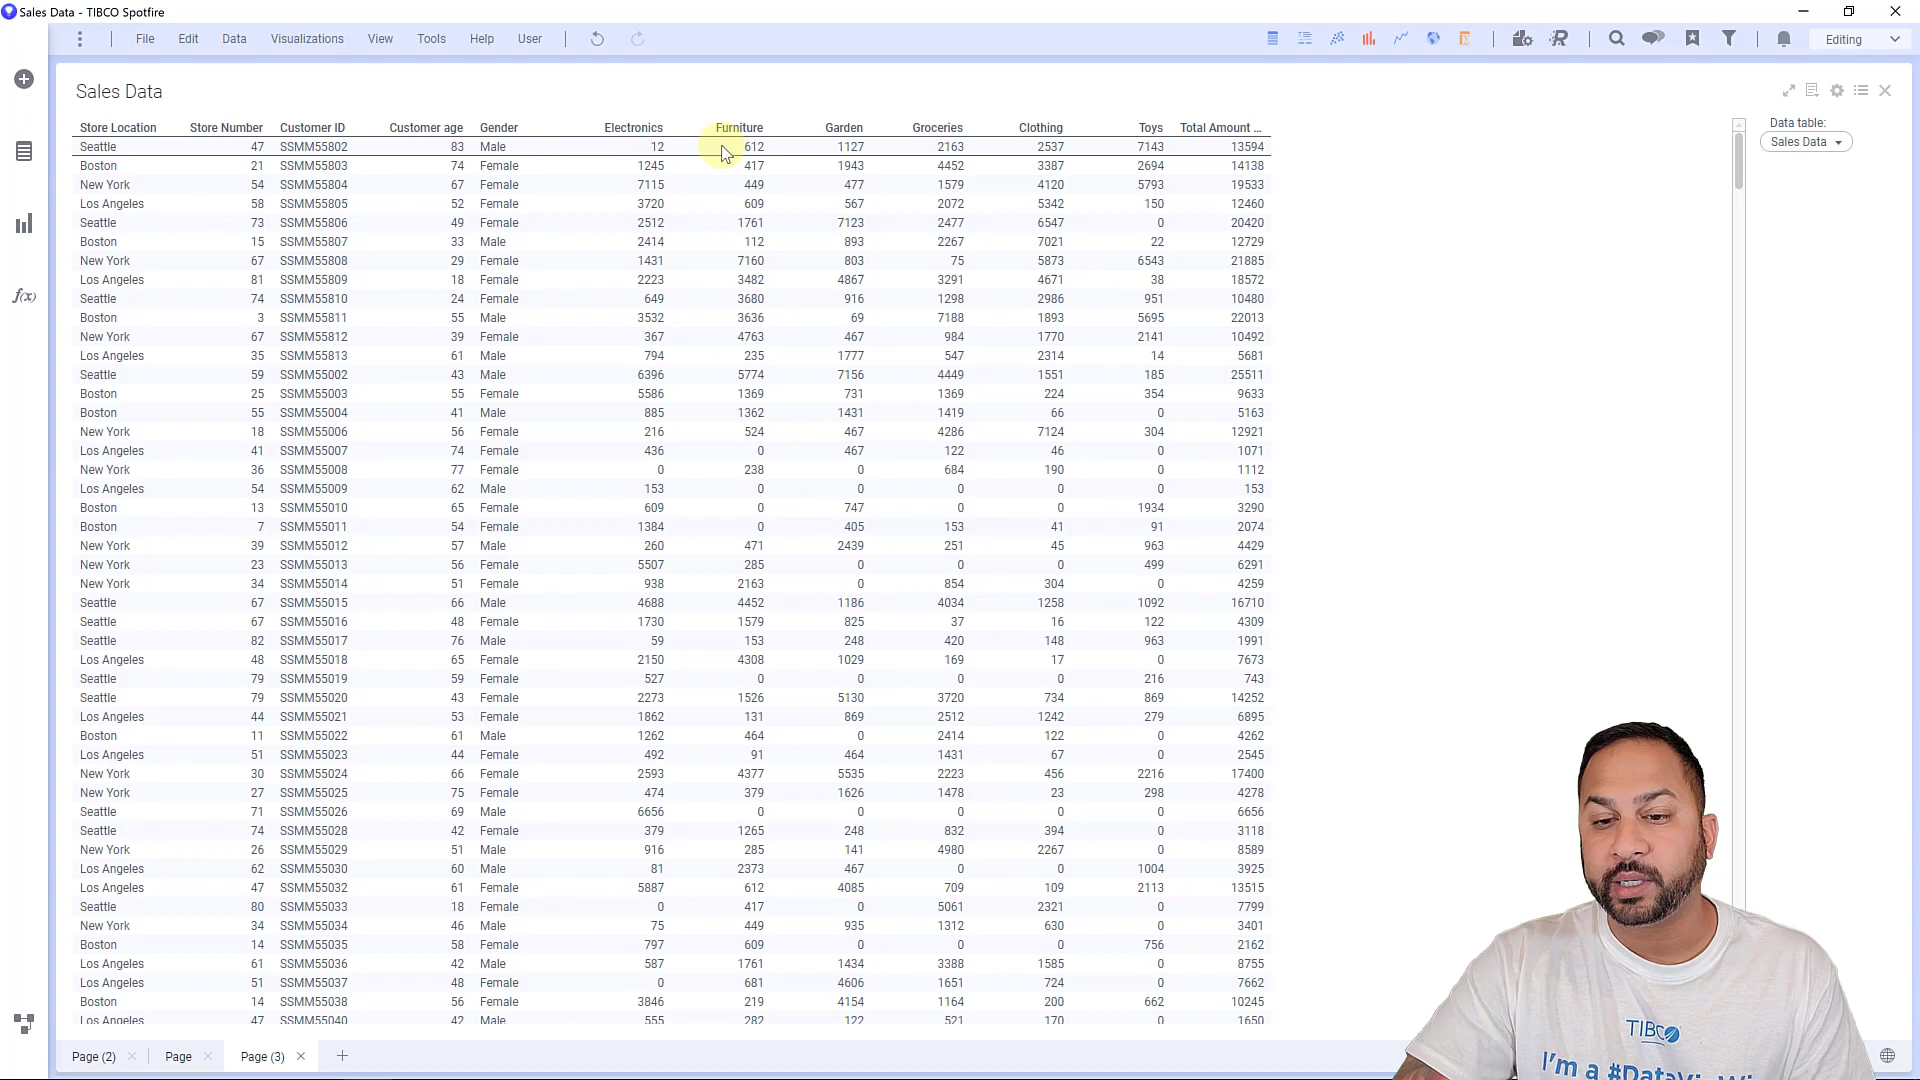 Sales Data - TIBCO Spotfire
File Edit Data Visualizations View Tools Help User Editing
Sales Data
Store Location Store Number Customer ID Customer age Gender Electronics Furniture Garden Groceries Clothing Toys Total Amount ...
Data table:
Sales Data
Seattle 47 SSMM55802 83 Male 12 612 1127 2163 2537 7143 13594
Boston 21 SSMM55803 74 Female 1245 417 1943 4452 3387 2694 14138
New York 54 SSMM55804 67 Female 7115 449 477 1579 4120 5793 19533
Los Angeles 58 SSMM55805 52 Female 3720 609 567 2072 5342 150 12460
Seattle 73 SSMM55806 49 Female 2512 1761 7123 2477 6547 0 20420
Boston 15 SSMM55807 33 Male 2414 112 893 2267 7021 22 12729
New York 67 SSMM55808 29 Female 1431 7160 803 75 5873 6543 21885
Los Angeles 81 SSMM55809 18 Female 2223 3482 4867 3291 4671 38 18572
Seattle 74 SSMM55810 24 Female 649 3680 916 1298 2986 951 10480
Boston 3 SSMM55811 55 Male 3532 3636 69 7188 1893 5695 22013
New York 67 SSMM55812 39 Female 367 4763 467 984 1770 2141 10492
Los Angeles 35 SSMM55813 61 Male 794 235 1777 547 2314 14 5681
Seattle 59 SSMM55002 43 Male 6396 5774 7156 4449 1551 185 25511
Boston 25 SSMM55003 55 Female 5586 1369 731 1369 224 354 9633
Boston 55 SSMM55004 41 Male 885 1362 1431 1419 66 0 5163
New York 18 SSMM55006 56 Female 216 524 467 4286 7124 304 12921
Los Angeles 41 SSMM55007 74 Female 436 0 467 122 46 0 1071
New York 36 SSMM55008 77 Female 0 238 0 684 190 0 1112
Los Angeles 54 SSMM55009 62 Male 153 0 0 0 0 0 153
Boston 13 SSMM55010 65 Female 609 0 747 0 0 1934 3290
Boston 7 SSMM55011 54 Female 1384 0 405 153 41 91 2074
New York 39 SSMM55012 57 Male 260 471 2439 251 45 963 4429
New York 23 SSMM55013 56 Female 5507 285 0 0 0 499 6291
New York 34 SSMM55014 51 Female 938 2163 0 854 304 0 4259
Seattle 67 SSMM55015 66 Male 4688 4452 1186 4034 1258 1092 16710
Seattle 67 SSMM55016 48 Female 1730 1579 825 37 16 122 4309
Seattle 82 SSMM55017 76 Male 59 153 248 420 148 963 1991
Los Angeles 48 SSMM55018 65 Female 2150 4308 1029 169 17 0 7673
Seattle 79 SSMM55019 59 Female 527 0 0 0 0 216 743
Seattle 79 SSMM55020 43 Female 2273 1526 5130 3720 734 869 14252
Los Angeles 44 SSMM55021 53 Female 1862 131 869 2512 1242 279 6895
Boston 11 SSMM55022 61 Male 1262 464 0 2414 122 0 4262
Los Angeles 51 SSMM55023 44 Female 492 91 464 1431 67 0 2545
New York 30 SSMM55024 66 Female 2593 4377 5535 2223 456 2216 17400
New York 27 SSMM55025 75 Female 474 379 1626 1478 23 298 4278
Seattle 71 SSMM55026 69 Male 6656 0 0 0 0 0 6656
Seattle 74 SSMM55028 42 Female 379 1265 248 832 394 0 3118
New York 26 SSMM55029 51 Male 916 285 141 4980 2267 0 8589
Los Angeles 62 SSMM55030 60 Male 81 2373 467 0 0 1004 3925
Los Angeles 47 SSMM55032 61 Female 5887 612 4085 709 109 2113 13515
Seattle 80 SSMM55033 18 Female 0 417 0 5061 2321 0 7799
New York 34 SSMM55034 46 Male 75 449 935 1312 630 0 3401
Boston 14 SSMM55035 58 Female 797 609 0 0 0 756 2162
Los Angeles 61 SSMM55036 42 Male 587 1761 1434 3388 1585 0 8755
Los Angeles 51 SSMM55037 48 Female 0 681 4606 1651 724 0 7662
Boston 14 SSMM55038 56 Female 3846 219 4154 1164 200 662 10245
Los Angeles 47 SSMM55040 42 Male 555 282 122 521 170 0 1650
f(x)
Page (2) Page Page (3)
TIBCO
I'm a